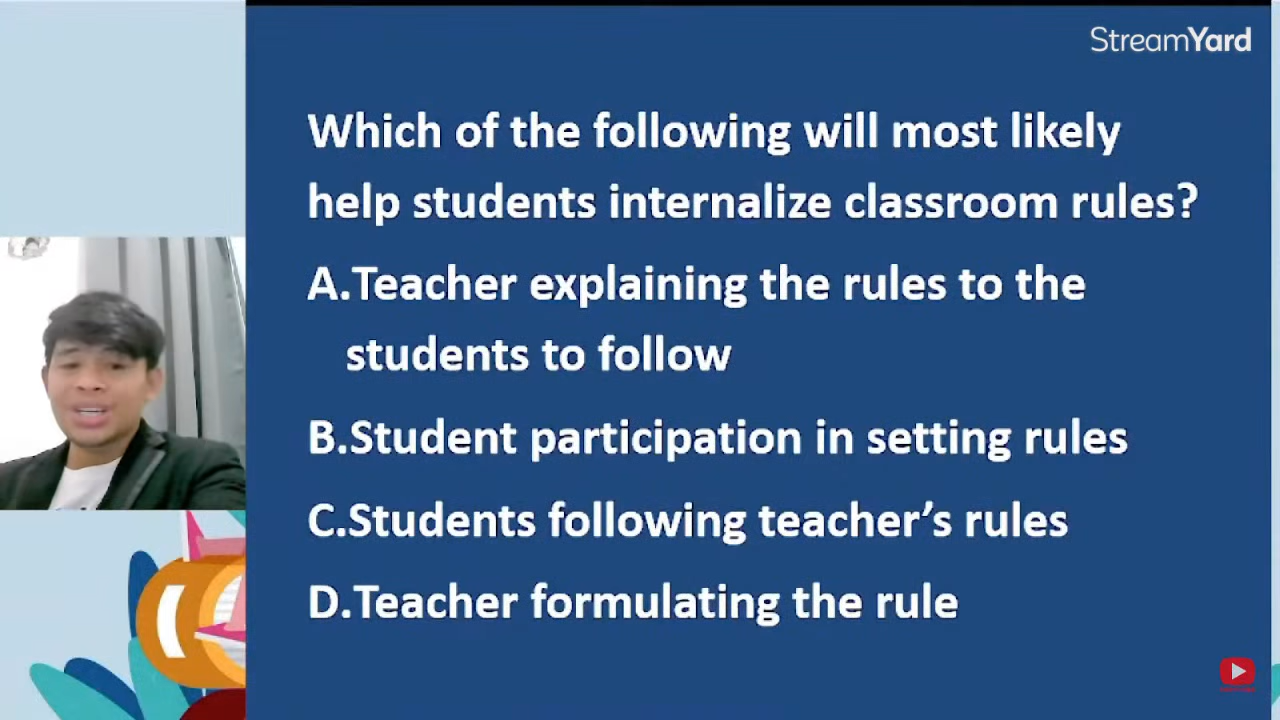 StreamYard
Which of the following will most likely
help students internalize classroom rules?
A.Teacher explaining the rules to the
students to follow
B.Student participation in setting rules
C.Students following teacher’s rules
D.Teacher formulating the rule